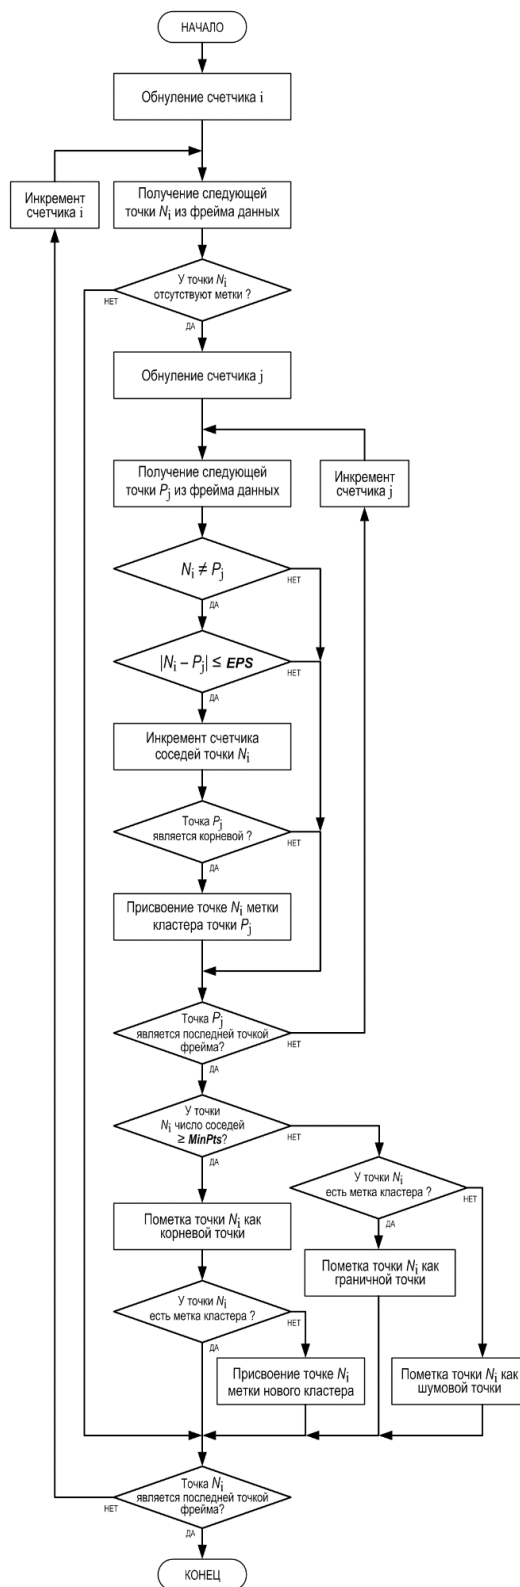 НАЧАЛО
Обнуление счетчика i
Инкремент
счетчика i
Получение следующей
точки Ni из фрейма данных
У точки Ni
отсутствуют метки ?
НЕТ
ДА
Обнуление счетчика j
Получение следующей
точки Pj из фрейма данных
Инкремент
счетчика j
Ni ≠ Pj
НЕТ
ДА
|Ni – Pj| ≤ EPS
НЕТ
ДА
Инкремент счетчика
соседей точки Ni
Точка Pj
является корневой ?
НЕТ
ДА
Присвоение точке Ni метки
кластера точки Pj
Точка Pj
является последней точкой
фрейма?
НЕТ
ДА
У точки
Ni число соседей
≥ MinPts?
НЕТ
ДА
У точки Ni
есть метка кластера ?
НЕТ
ДА
Пометка точки Ni как
корневой точки
Пометка точки Ni как
граничной точки
У точки Ni
есть метка кластера ?
НЕТ
ДА
Присвоение точке Ni
метки нового кластера
Пометка точки Ni как
шумовой точки
Точка Ni
является последней точкой
фрейма?
НЕТ
ДА
КОНЕЦ